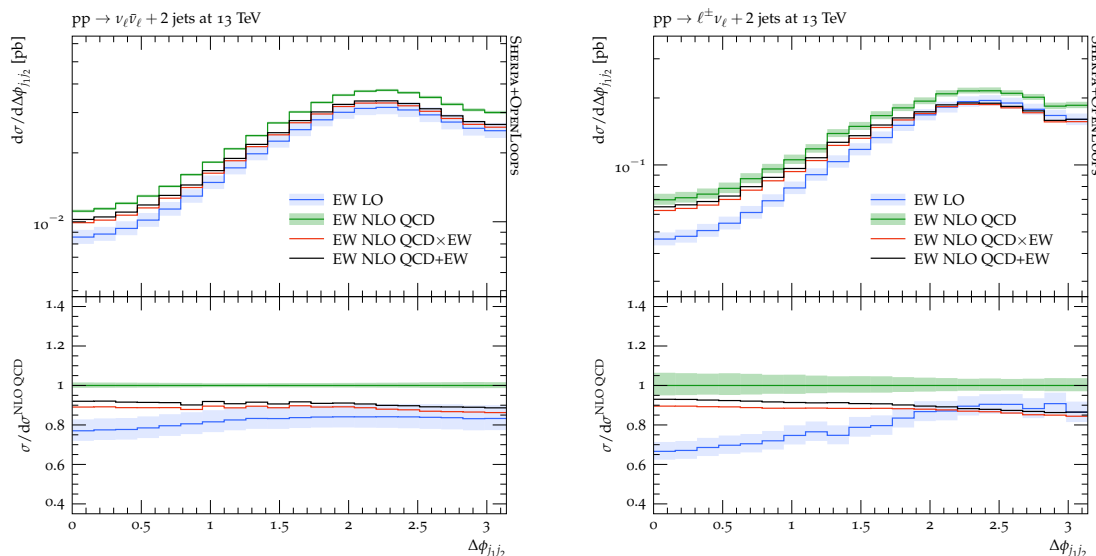 pp → ν_ℓ ν̄_ℓ + 2 jets at 13 TeV
SHERPA+OPENLOOPS
dσ/dΔϕ_{j1j2} [pb]
10^{−2}
EW LO
EW NLO QCD
EW NLO QCD×EW
EW NLO QCD+EW
σ/dσ^{NLO QCD}
1.4
1.2
1
0.8
0.6
0.4
0 0.5 1 1.5 2 2.5 3
Δϕ_{j1j2}
pp → ℓ^± ν_ℓ + 2 jets at 13 TeV
SHERPA+OPENLOOPS
dσ/dΔϕ_{j1j2} [pb]
10^{−1}
EW LO
EW NLO QCD
EW NLO QCD×EW
EW NLO QCD+EW
σ/dσ^{NLO QCD}
1.4
1.2
1
0.8
0.6
0.4
0 0.5 1 1.5 2 2.5 3
Δϕ_{j1j2}